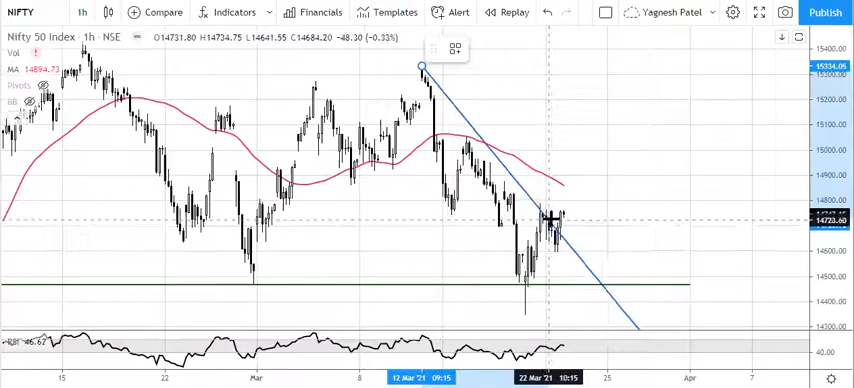 NIFTY 1h Compare Indicators Financials Templates Alert Replay Yagnesh Patel Publish
Nifty 50 Index • 1h • NSE O14731.80 H14734.75 L14641.55 C14684.20 −48.30 (−0.33%)
Vol
MA 14894.73
Pivots
BB
15400.00
15334.05
15200.00
15100.00
15000.00
14900.00
14800.00
14723.60
14600.00
14500.00
14400.00
14300.00
RSI 46.62
40.00
15 22 Mar 8 12 Mar '21 09:15 22 Mar '21 10:15 25 Apr 7